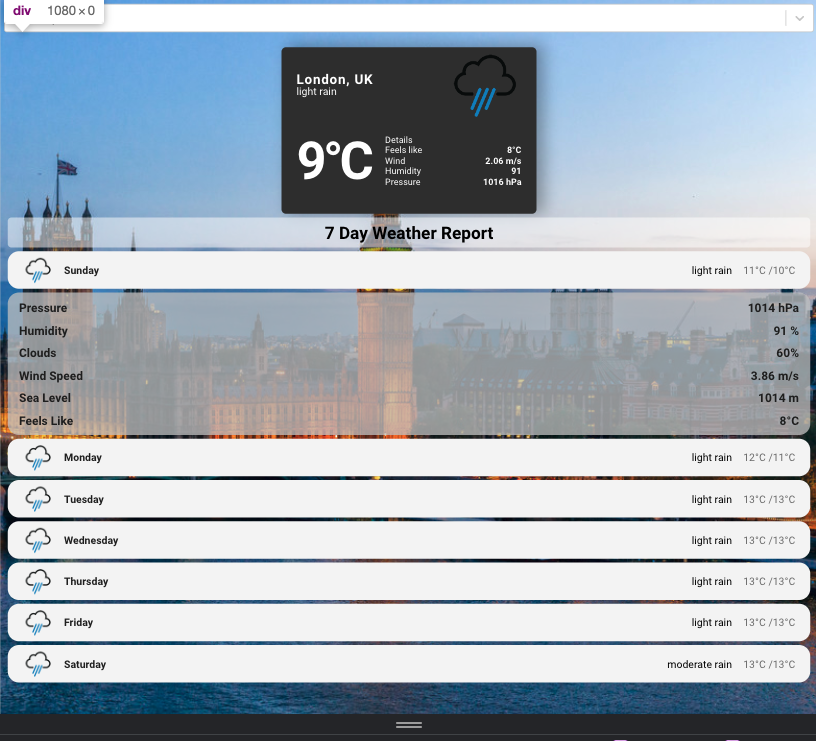 div 1080 × 0
London, UK
light rain
9°C
Details
Feels like 8°C
Wind 2.06 m/s
Humidity 91
Pressure 1016 hPa
7 Day Weather Report
Sunday light rain 11°C /10°C
Pressure 1014 hPa
Humidity 91 %
Clouds 60%
Wind Speed 3.86 m/s
Sea Level 1014 m
Feels Like 8°C
Monday light rain 12°C /11°C
Tuesday light rain 13°C /13°C
Wednesday light rain 13°C /13°C
Thursday light rain 13°C /13°C
Friday light rain 13°C /13°C
Saturday moderate rain 13°C /13°C